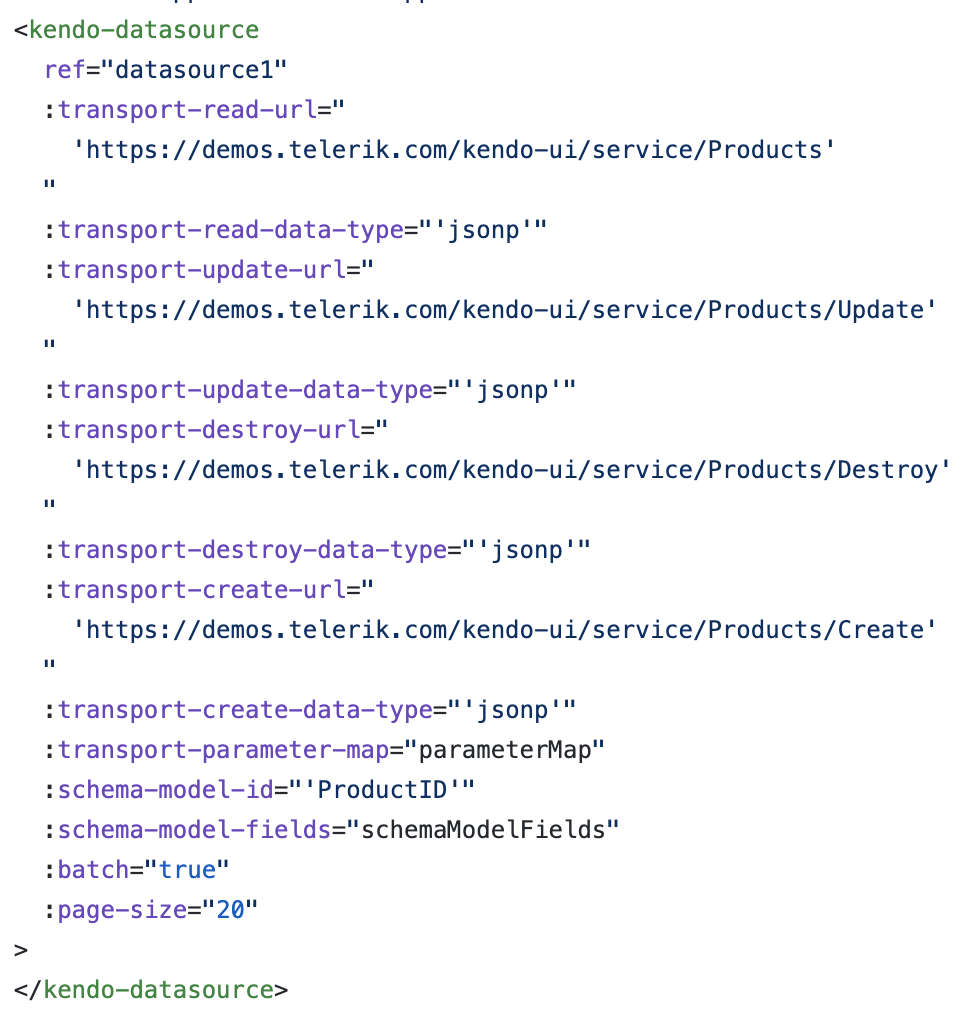 <kendo-datasource
  ref="datasource1"
  :transport-read-url="
    'https://demos.telerik.com/kendo-ui/service/Products'
  "
  :transport-read-data-type="'jsonp'"
  :transport-update-url="
    'https://demos.telerik.com/kendo-ui/service/Products/Update'
  "
  :transport-update-data-type="'jsonp'"
  :transport-destroy-url="
    'https://demos.telerik.com/kendo-ui/service/Products/Destroy'
  "
  :transport-destroy-data-type="'jsonp'"
  :transport-create-url="
    'https://demos.telerik.com/kendo-ui/service/Products/Create'
  "
  :transport-create-data-type="'jsonp'"
  :transport-parameter-map="parameterMap"
  :schema-model-id="'ProductID'"
  :schema-model-fields="schemaModelFields"
  :batch="true"
  :page-size="20"
>
</kendo-datasource>